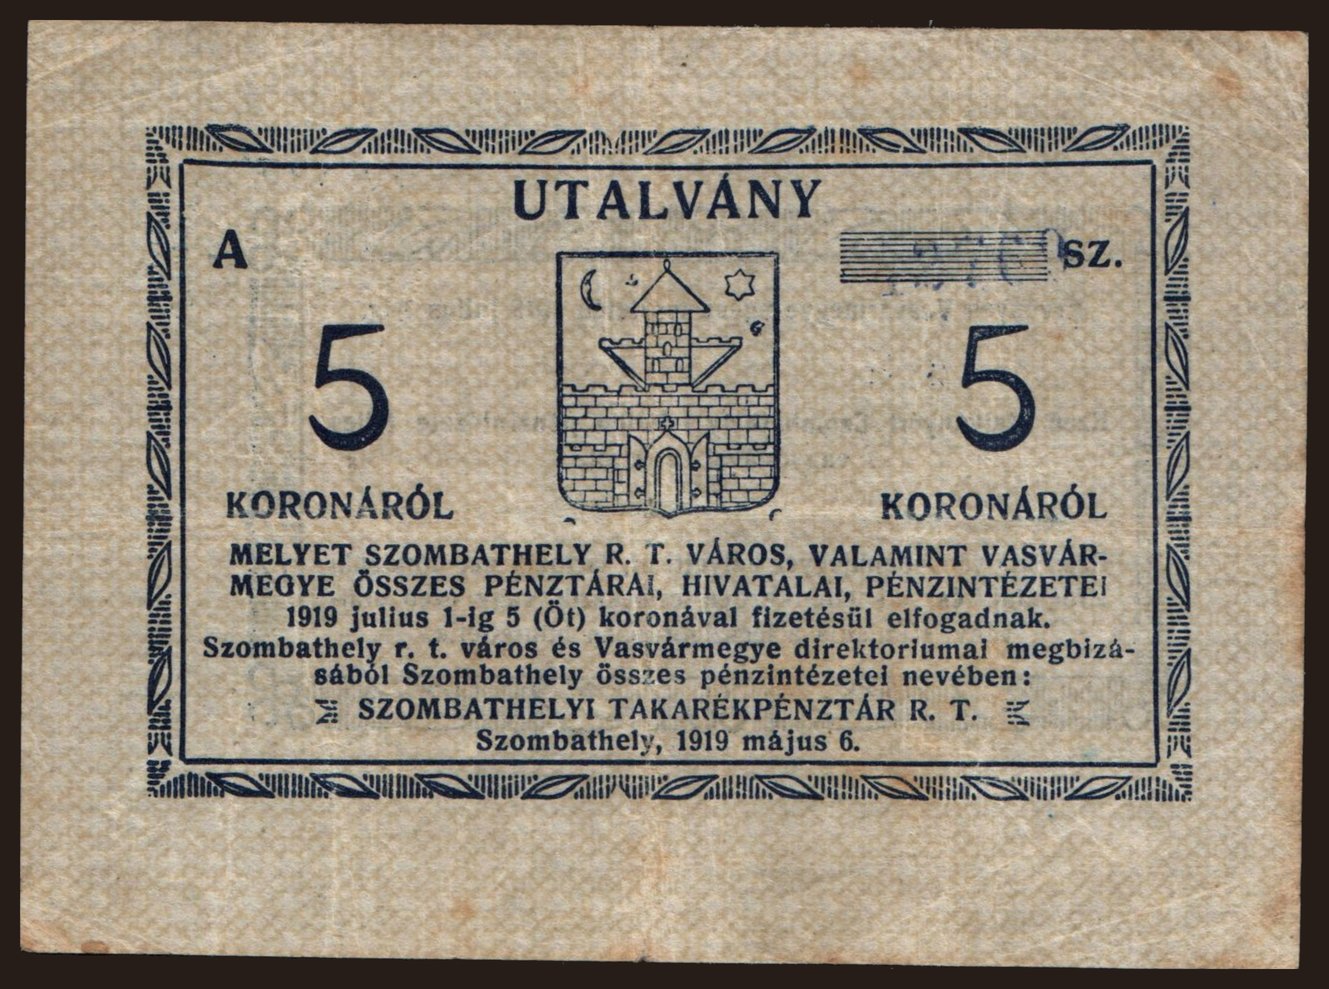 UTALVÁNY
A SZ.
5 5
KORONÁRÓL KORONÁRÓL
MELYET SZOMBATHELY R. T. VÁROS, VALAMINT VASVÁR-
MEGYE ÖSSZES PÉNZTÁRAI, HIVATALAI, PÉNZINTÉZETEI
1919 julius 1-ig 5 (Öt) koronával fizetésül elfogadnak.
Szombathely r. t. város és Vasvármegye direktoriumai megbizá-
sából Szombathely összes pénzintézetei nevében:
SZOMBATHELYI TAKARÉKPÉNZTÁR R. T.
Szombathely, 1919 május 6.